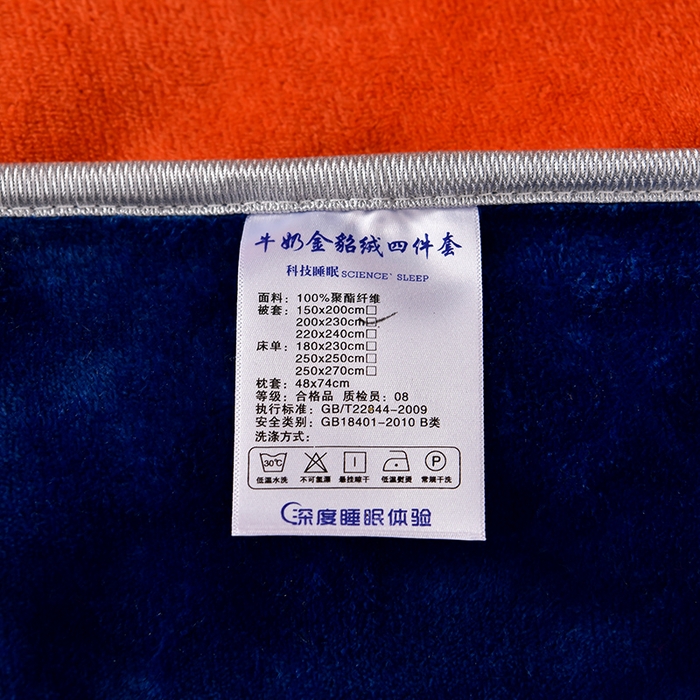 牛奶金貂绒四件套
科技睡眠 SCIENCE' SLEEP
面料：100%聚酯纤维
被套：150x200cm□
200x230cm□
220x240cm□
床单：180x230cm□
250x250cm□
250x270cm□
枕套：48x74cm
等级：合格品 质检员：08
执行标准：GB/T22844-2009
安全类别：GB18401-2010 B类
洗涤方式：
30℃ P
低温水洗 不可氯漂 悬挂晾干 低温熨烫 常规干洗
深度睡眠体验